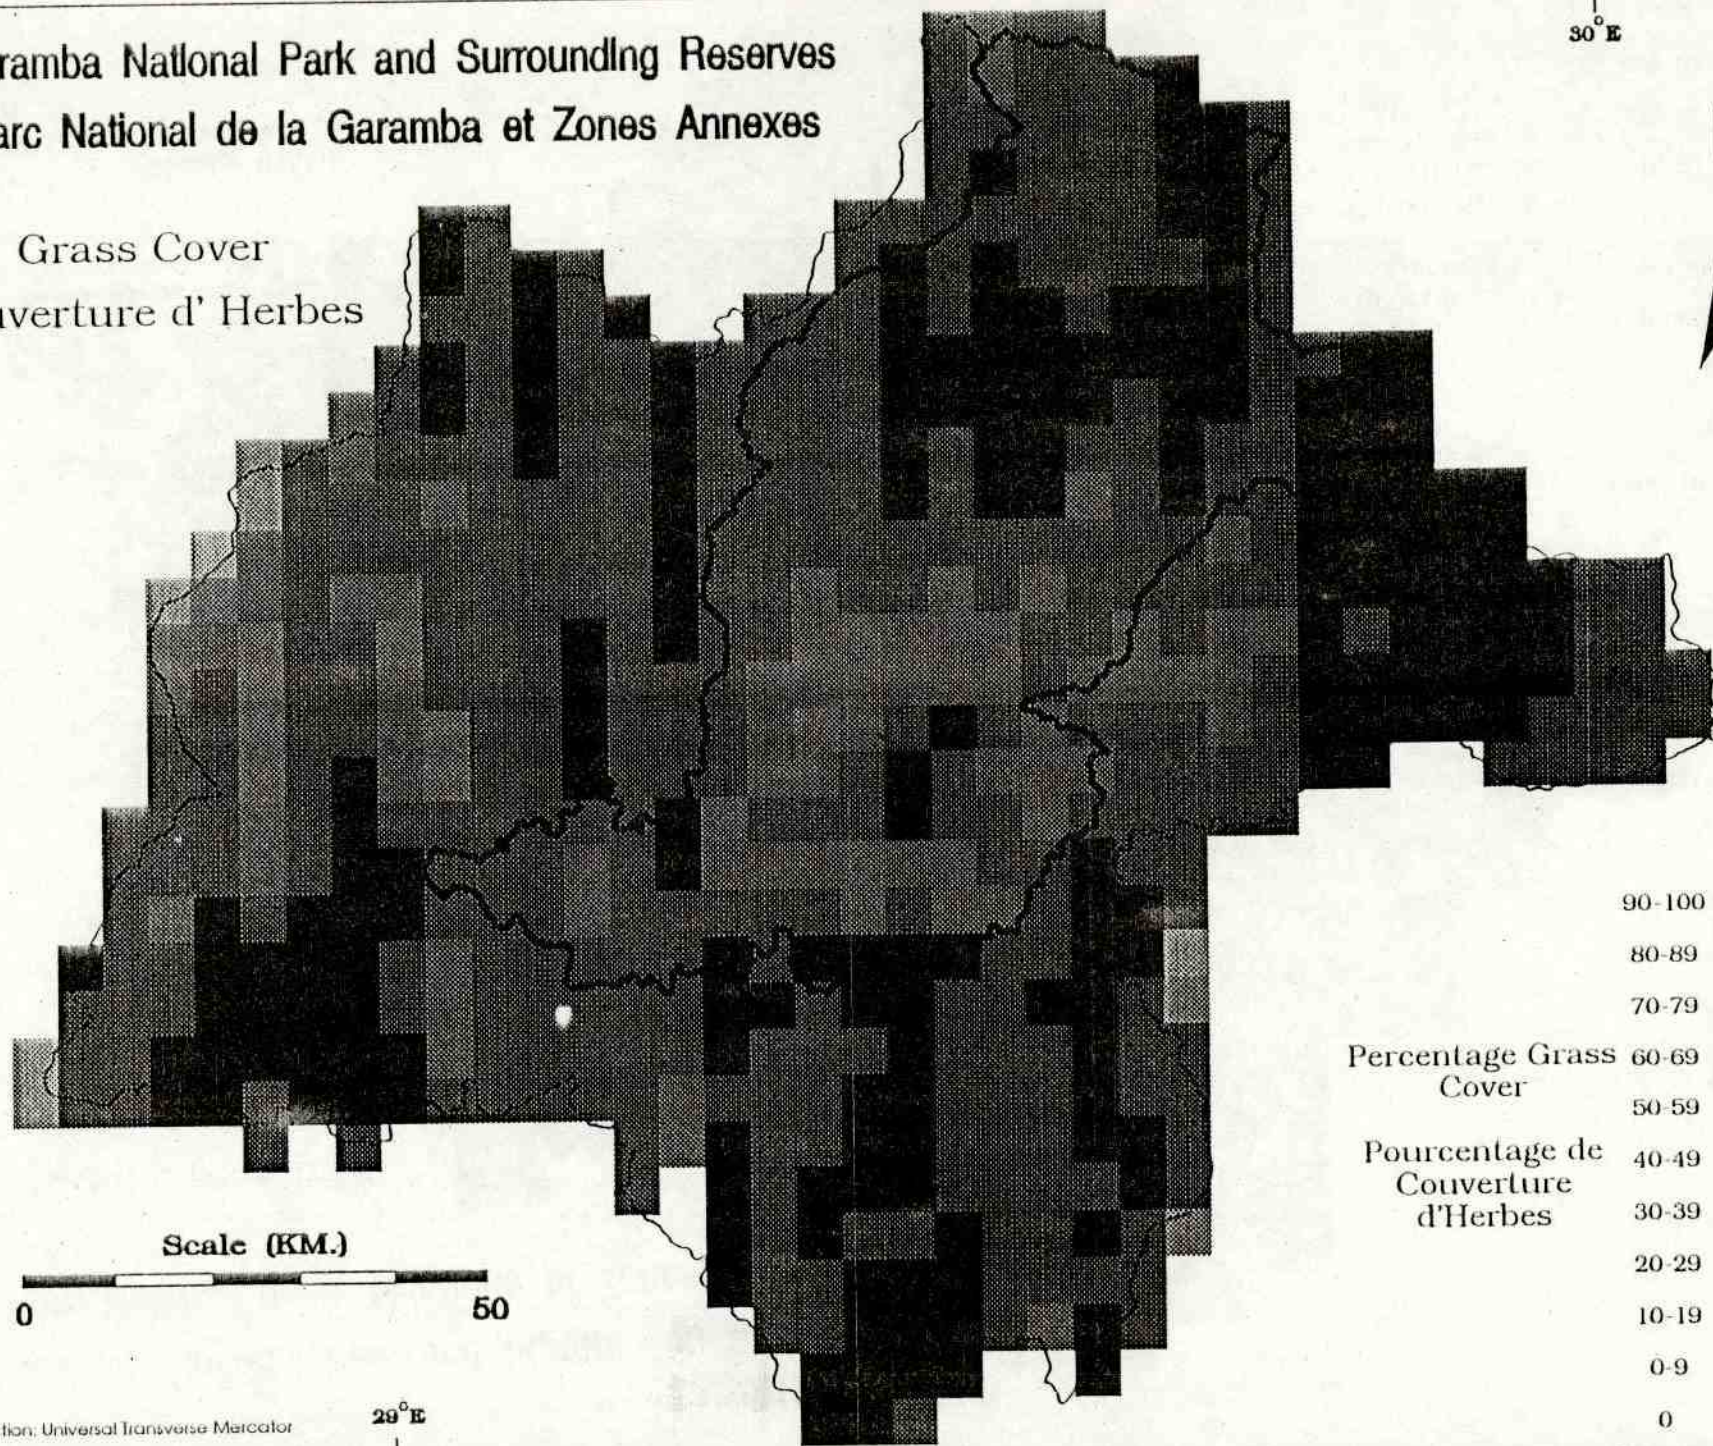 ramba National Park and Surrounding Reserves
arc National de la Garamba et Zones Annexes
Grass Cover
uverture d' Herbes
30°E
90-100
80-89
70-79
Percentage Grass Cover
60-69
50-59
Pourcentage de Couverture d'Herbes
40-49
30-39
20-29
10-19
0-9
0
Scale (KM.)
0 50
29°E
tion: Universal Transverse Mercator